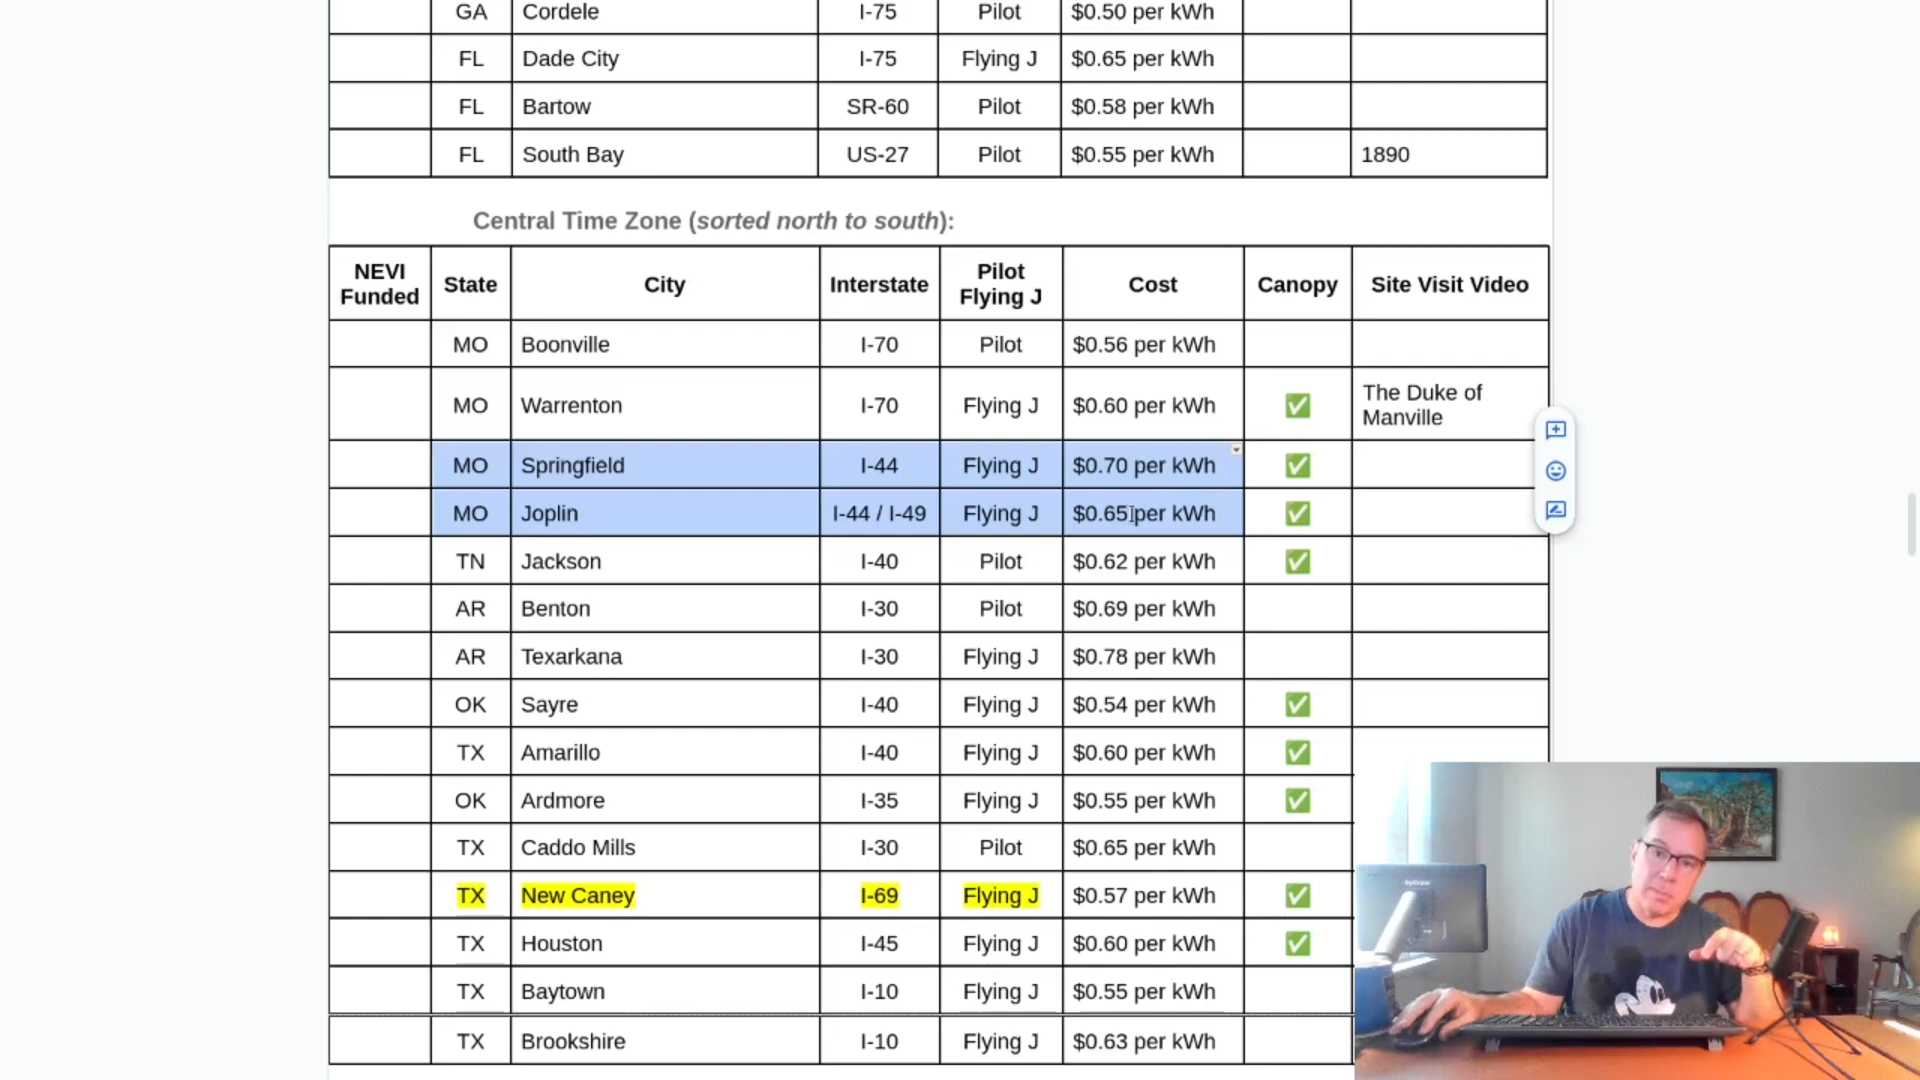 GA Cordele I-75 Pilot $0.50 per kWh
FL Dade City I-75 Flying J $0.65 per kWh
FL Bartow SR-60 Pilot $0.58 per kWh
FL South Bay US-27 Pilot $0.55 per kWh 1890
Central Time Zone (sorted north to south):
NEVI Funded State City Interstate Pilot Flying J Cost Canopy Site Visit Video
MO Boonville I-70 Pilot $0.56 per kWh
MO Warrenton I-70 Flying J $0.60 per kWh ✅ The Duke of Manville
MO Springfield I-44 Flying J $0.70 per kWh ✅
MO Joplin I-44 / I-49 Flying J $0.65 per kWh ✅
TN Jackson I-40 Pilot $0.62 per kWh ✅
AR Benton I-30 Pilot $0.69 per kWh
AR Texarkana I-30 Flying J $0.78 per kWh
OK Sayre I-40 Flying J $0.54 per kWh ✅
TX Amarillo I-40 Flying J $0.60 per kWh ✅
OK Ardmore I-35 Flying J $0.55 per kWh ✅
TX Caddo Mills I-30 Pilot $0.65 per kWh
TX New Caney I-69 Flying J $0.57 per kWh ✅
TX Houston I-45 Flying J $0.60 per kWh ✅
TX Baytown I-10 Flying J $0.55 per kWh
TX Brookshire I-10 Flying J $0.63 per kWh